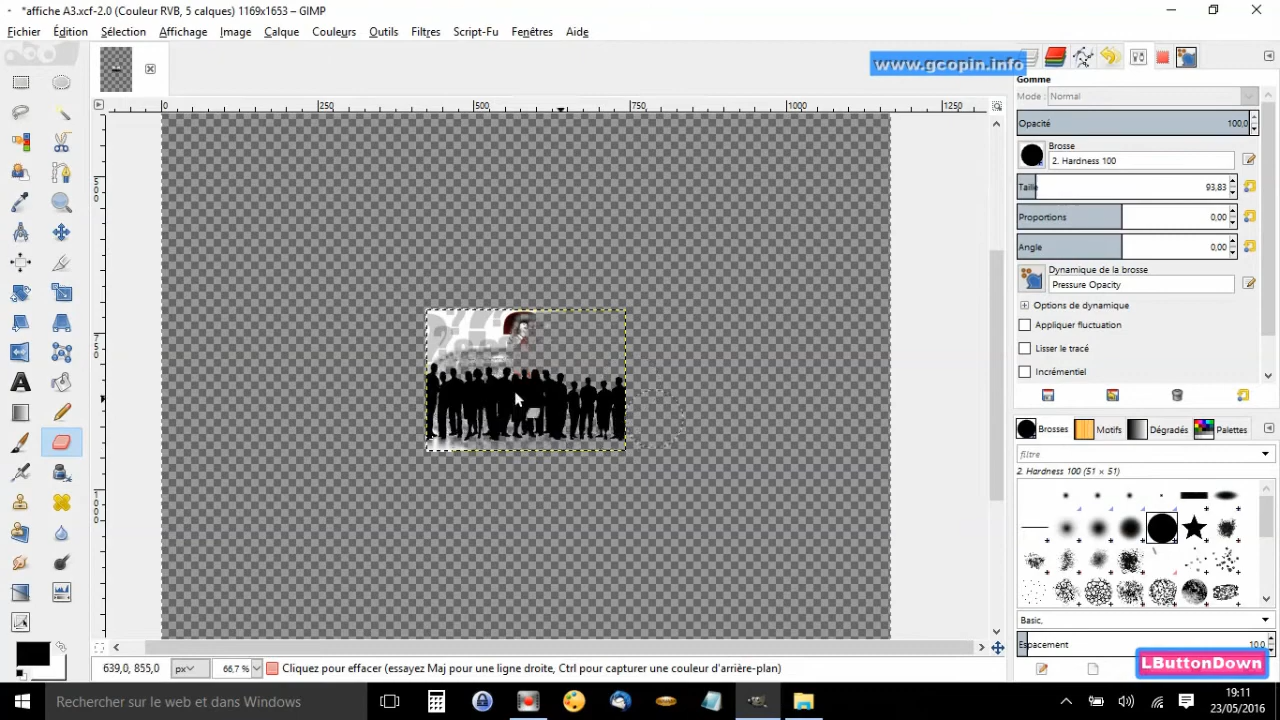 *affiche A3.xcf-2.0 (Couleur RVB, 5 calques) 1169x1653 – GIMP
Fichier Édition Sélection Affichage Image Calque Couleurs Outils Filtres Script-Fu Fenêtres Aide
www.gcopin.info
Gomme
Mode : Normal
0 250 500 750 1000 1250
Opacité 100,0
Brosse
2. Hardness 100
Taille 93,83
Proportions 0,00
Angle 0,00
Dynamique de la brosse
Pressure Opacity
Options de dynamique
Appliquer fluctuation
Lisser le tracé
Incrémentiel
500
750
1000
Brosses Motifs Dégradés Palettes
filtre
2. Hardness 100 (51 × 51)
Basic,
Espacement 10,0
639,0, 855,0 px 66,7 % Cliquez pour effacer (essayez Maj pour une ligne droite, Ctrl pour capturer une couleur d'arrière-plan)
LButtonDown
Rechercher sur le web et dans Windows
19:11
23/05/2016